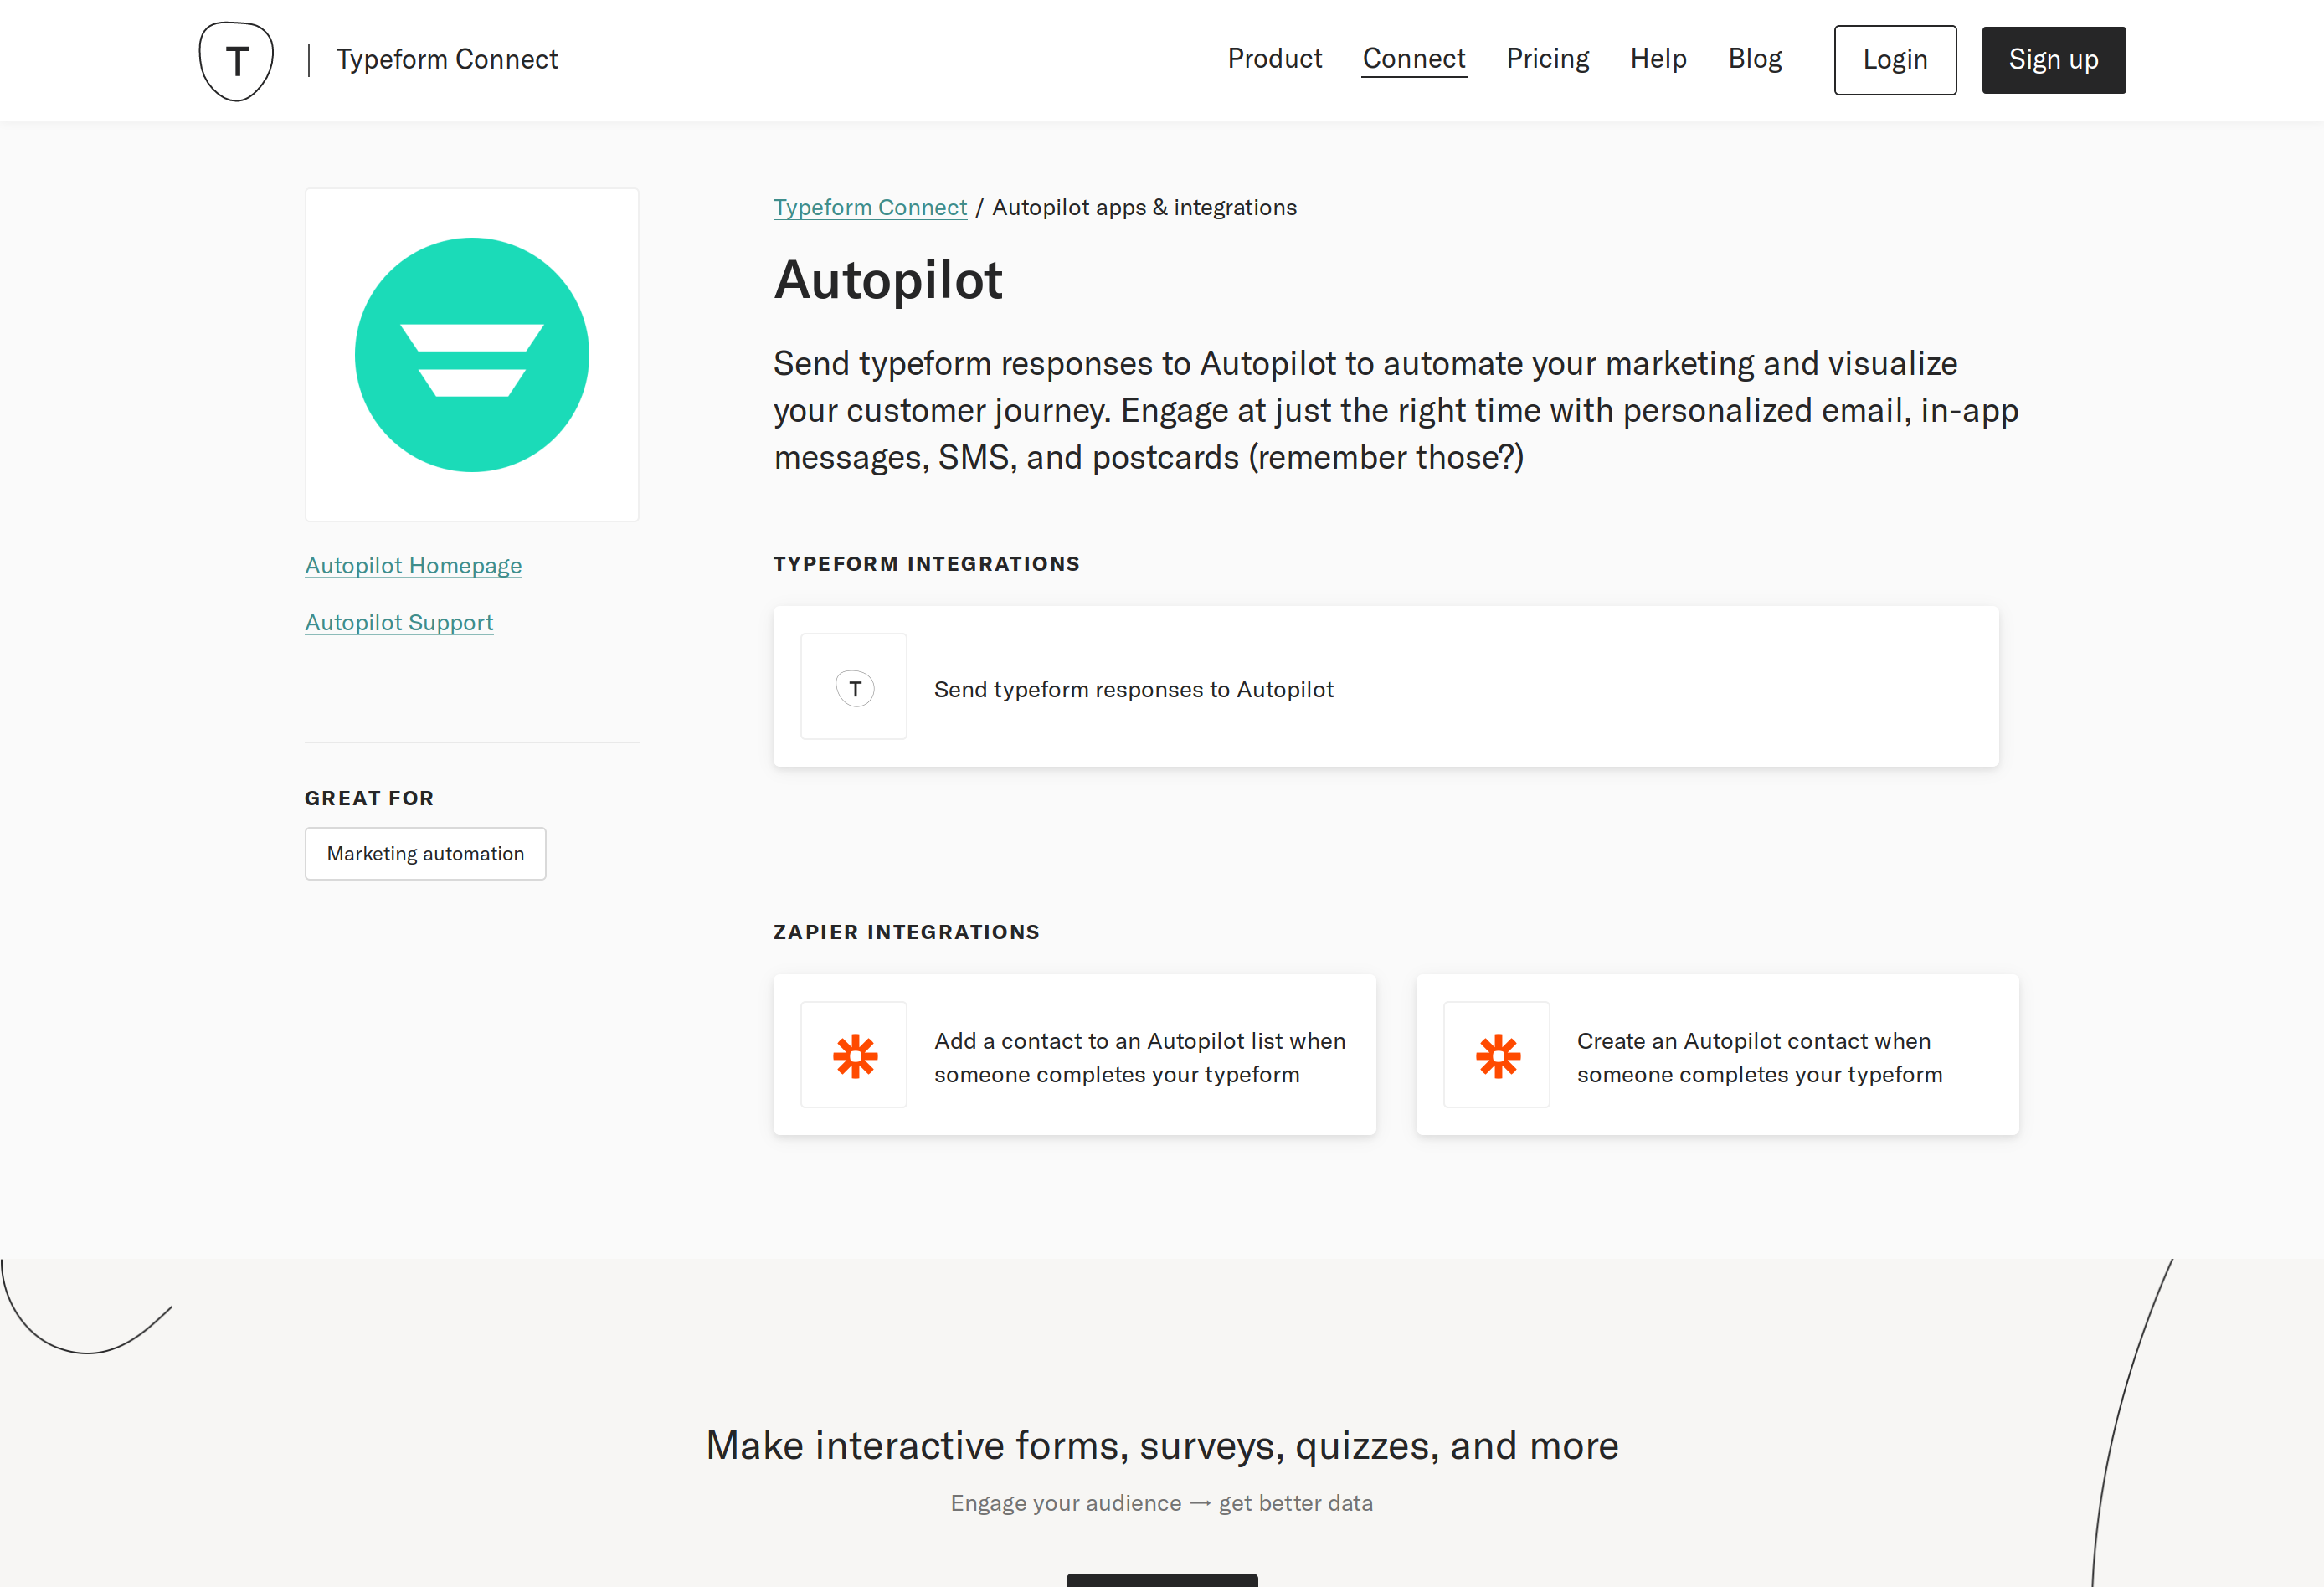 T
Typeform Connect
Product
Connect
Pricing
Help
Blog
Login
Sign up
Typeform Connect / Autopilot apps & integrations
Autopilot
Send typeform responses to Autopilot to automate your marketing and visualize
your customer journey. Engage at just the right time with personalized email, in-app
messages, SMS, and postcards (remember those?)
Autopilot Homepage
Autopilot Support
GREAT FOR
Marketing automation
TYPEFORM INTEGRATIONS
T
Send typeform responses to Autopilot
ZAPIER INTEGRATIONS
Add a contact to an Autopilot list when
someone completes your typeform
Create an Autopilot contact when
someone completes your typeform
Make interactive forms, surveys, quizzes, and more
Engage your audience → get better data